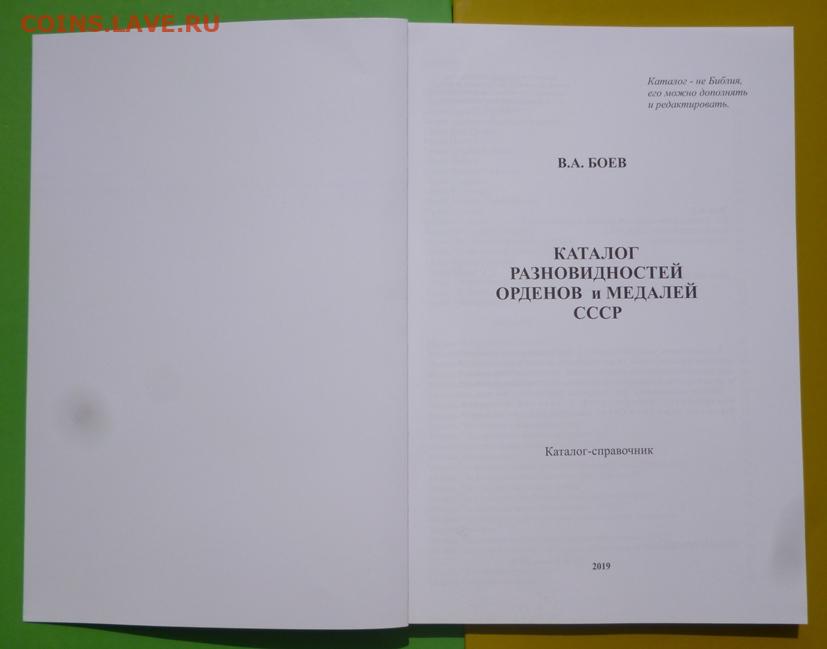 COINS.LAVE.RU
Каталог - не Библия,
его можно дополнять
и редактировать.
В.А. БОЕВ
КАТАЛОГ
РАЗНОВИДНОСТЕЙ
ОРДЕНОВ и МЕДАЛЕЙ
СССР
Каталог-справочник
2019